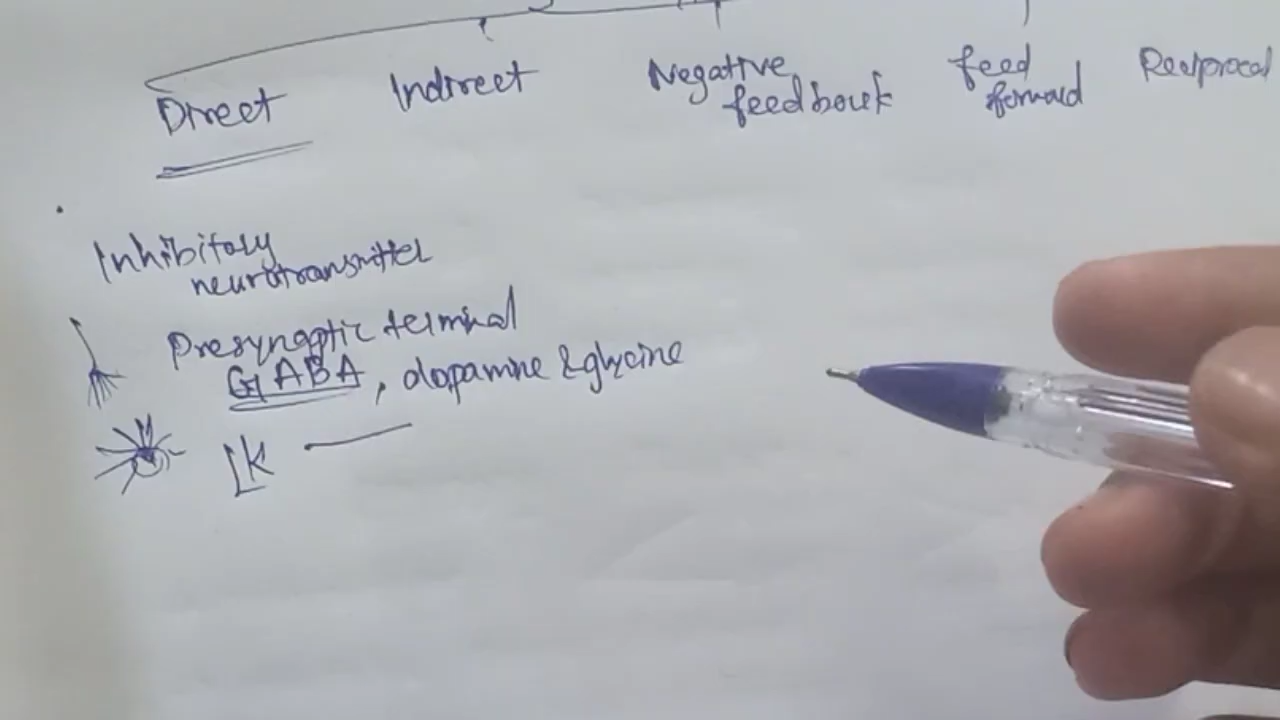 Direct
Indirect
Negative
feedback
feed
forward
Reciprocal
Inhibitory
neurotransmitter
Presynaptic terminal
GABA, dopamine & glycine